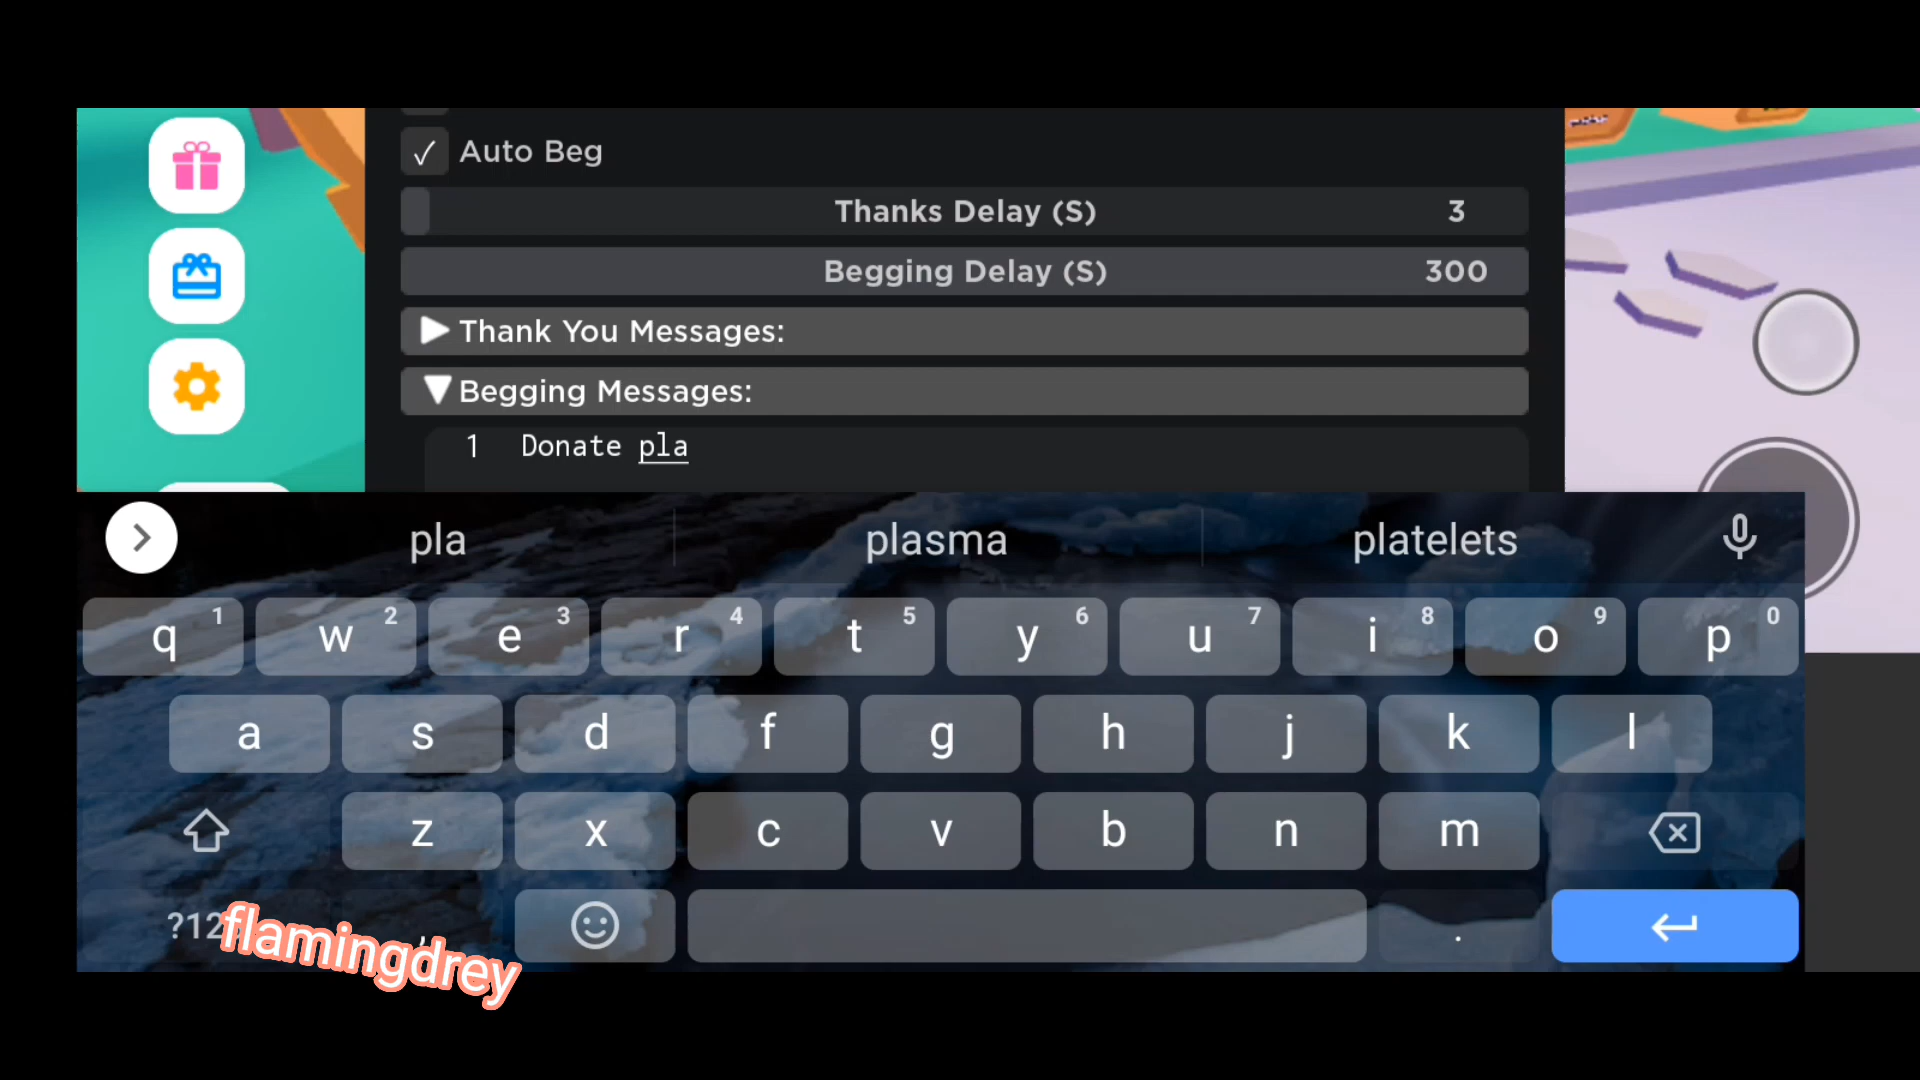 ✓ Auto Beg
Thanks Delay (S) 3
Begging Delay (S) 300
Thank You Messages:
Begging Messages:
1 Donate pla
pla plasma platelets
q 1 w 2 e 3 r 4 t 5 y 6 u 7 i 8 o 9 p 0
a s d f g h j k l
z x c v b n m
?12 , .
flamingdrey